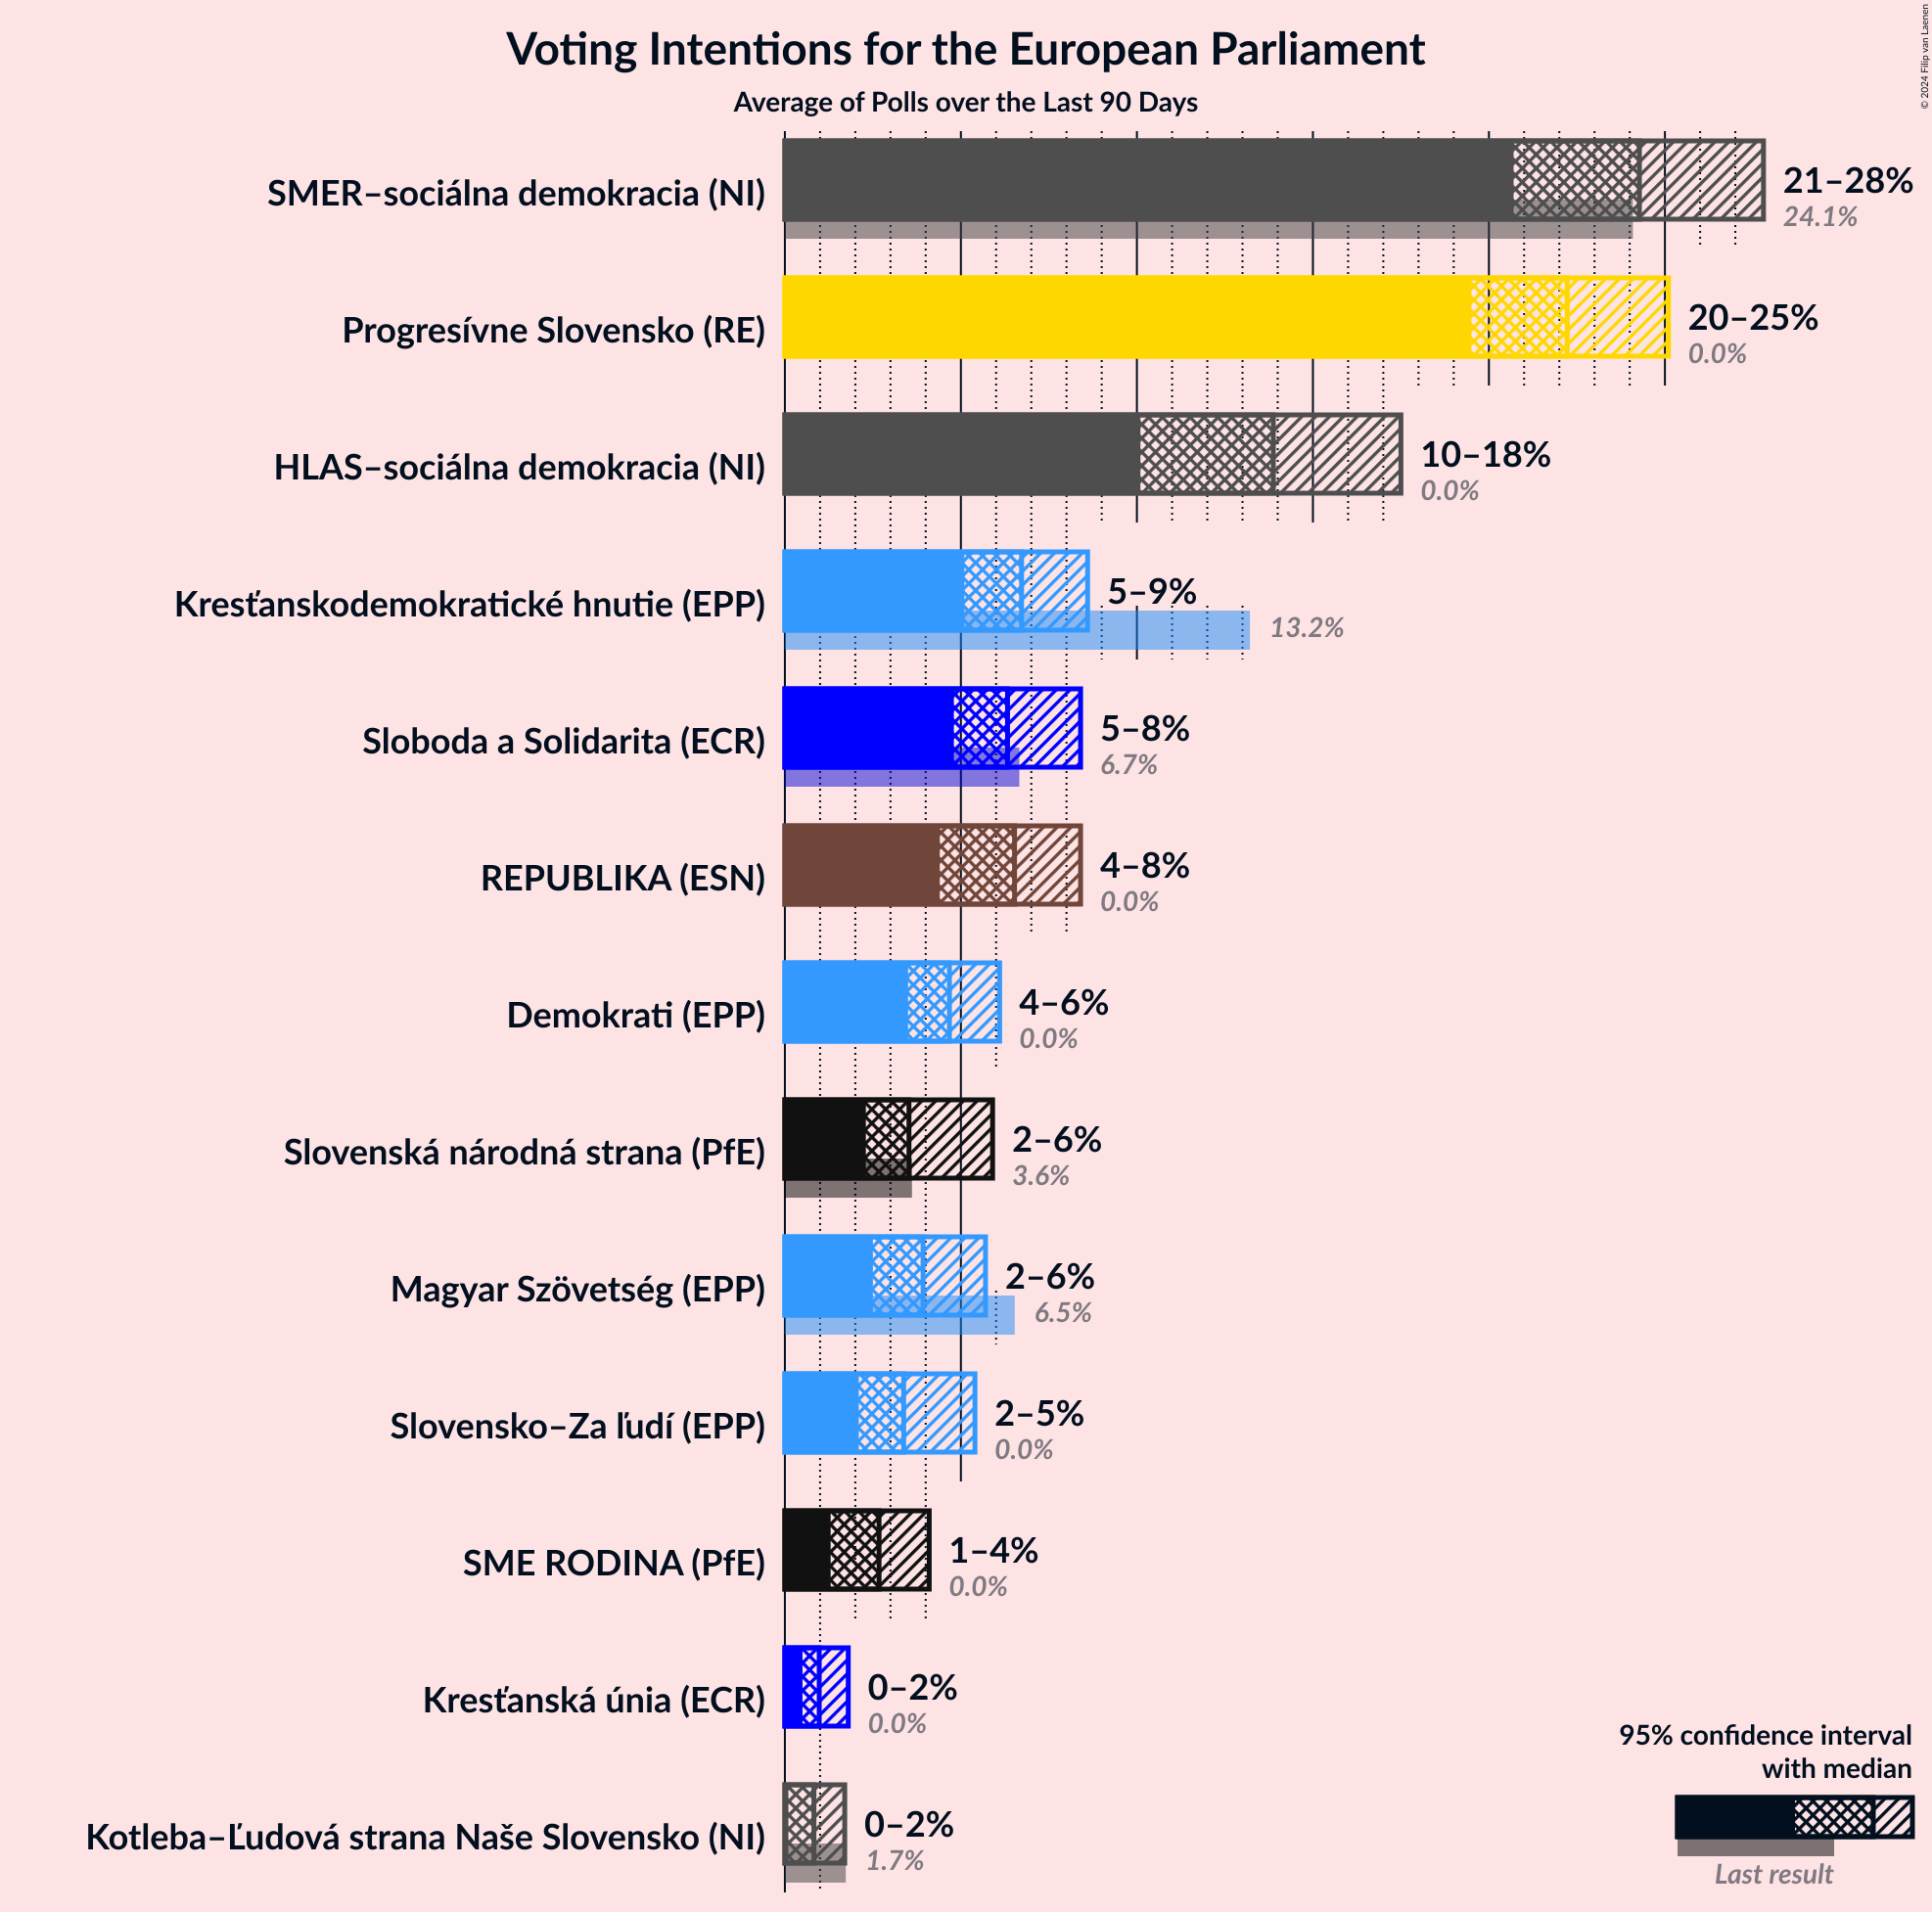 Voting Intentions for the European Parliament
Average of Polls over the Last 90 Days
© 2024 Filip van Laenen
SMER–sociálna demokracia (NI)
21–28%
24.1%
Progresívne Slovensko (RE)
20–25%
0.0%
HLAS–sociálna demokracia (NI)
10–18%
0.0%
Kresťanskodemokratické hnutie (EPP)
5–9%
13.2%
Sloboda a Solidarita (ECR)
5–8%
6.7%
REPUBLIKA (ESN)
4–8%
0.0%
Demokrati (EPP)
4–6%
0.0%
Slovenská národná strana (PfE)
2–6%
3.6%
Magyar Szövetség (EPP)
2–6%
6.5%
Slovensko–Za ľudí (EPP)
2–5%
0.0%
SME RODINA (PfE)
1–4%
0.0%
Kresťanská únia (ECR)
0–2%
0.0%
Kotleba–Ľudová strana Naše Slovensko (NI)
0–2%
1.7%
95% confidence interval
with median
Last result